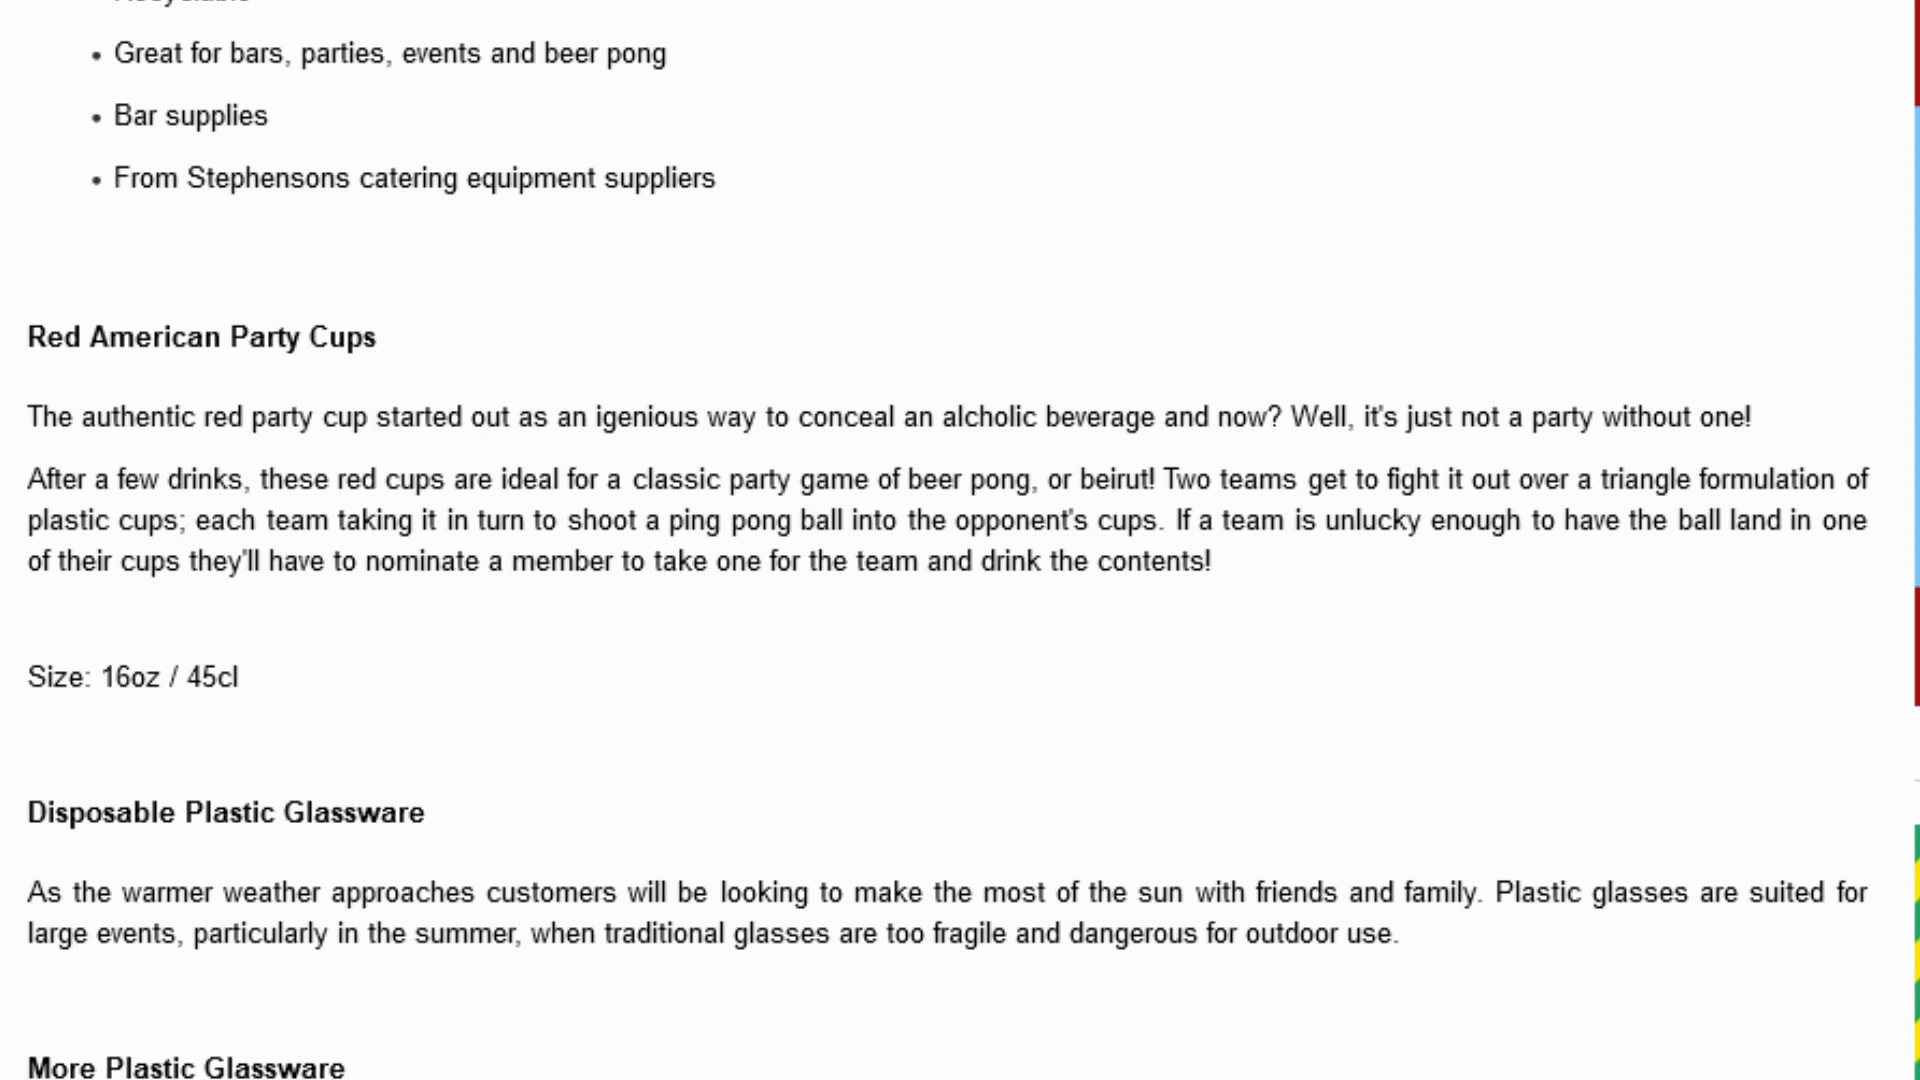 Recyclable
Great for bars, parties, events and beer pong
Bar supplies
From Stephensons catering equipment suppliers
Red American Party Cups
The authentic red party cup started out as an igenious way to conceal an alcholic beverage and now? Well, it's just not a party without one!
After a few drinks, these red cups are ideal for a classic party game of beer pong, or beirut! Two teams get to fight it out over a triangle formulation of
plastic cups; each team taking it in turn to shoot a ping pong ball into the opponent's cups. If a team is unlucky enough to have the ball land in one
of their cups they'll have to nominate a member to take one for the team and drink the contents!
Size: 16oz / 45cl
Disposable Plastic Glassware
As the warmer weather approaches customers will be looking to make the most of the sun with friends and family. Plastic glasses are suited for
large events, particularly in the summer, when traditional glasses are too fragile and dangerous for outdoor use.
More Plastic Glassware